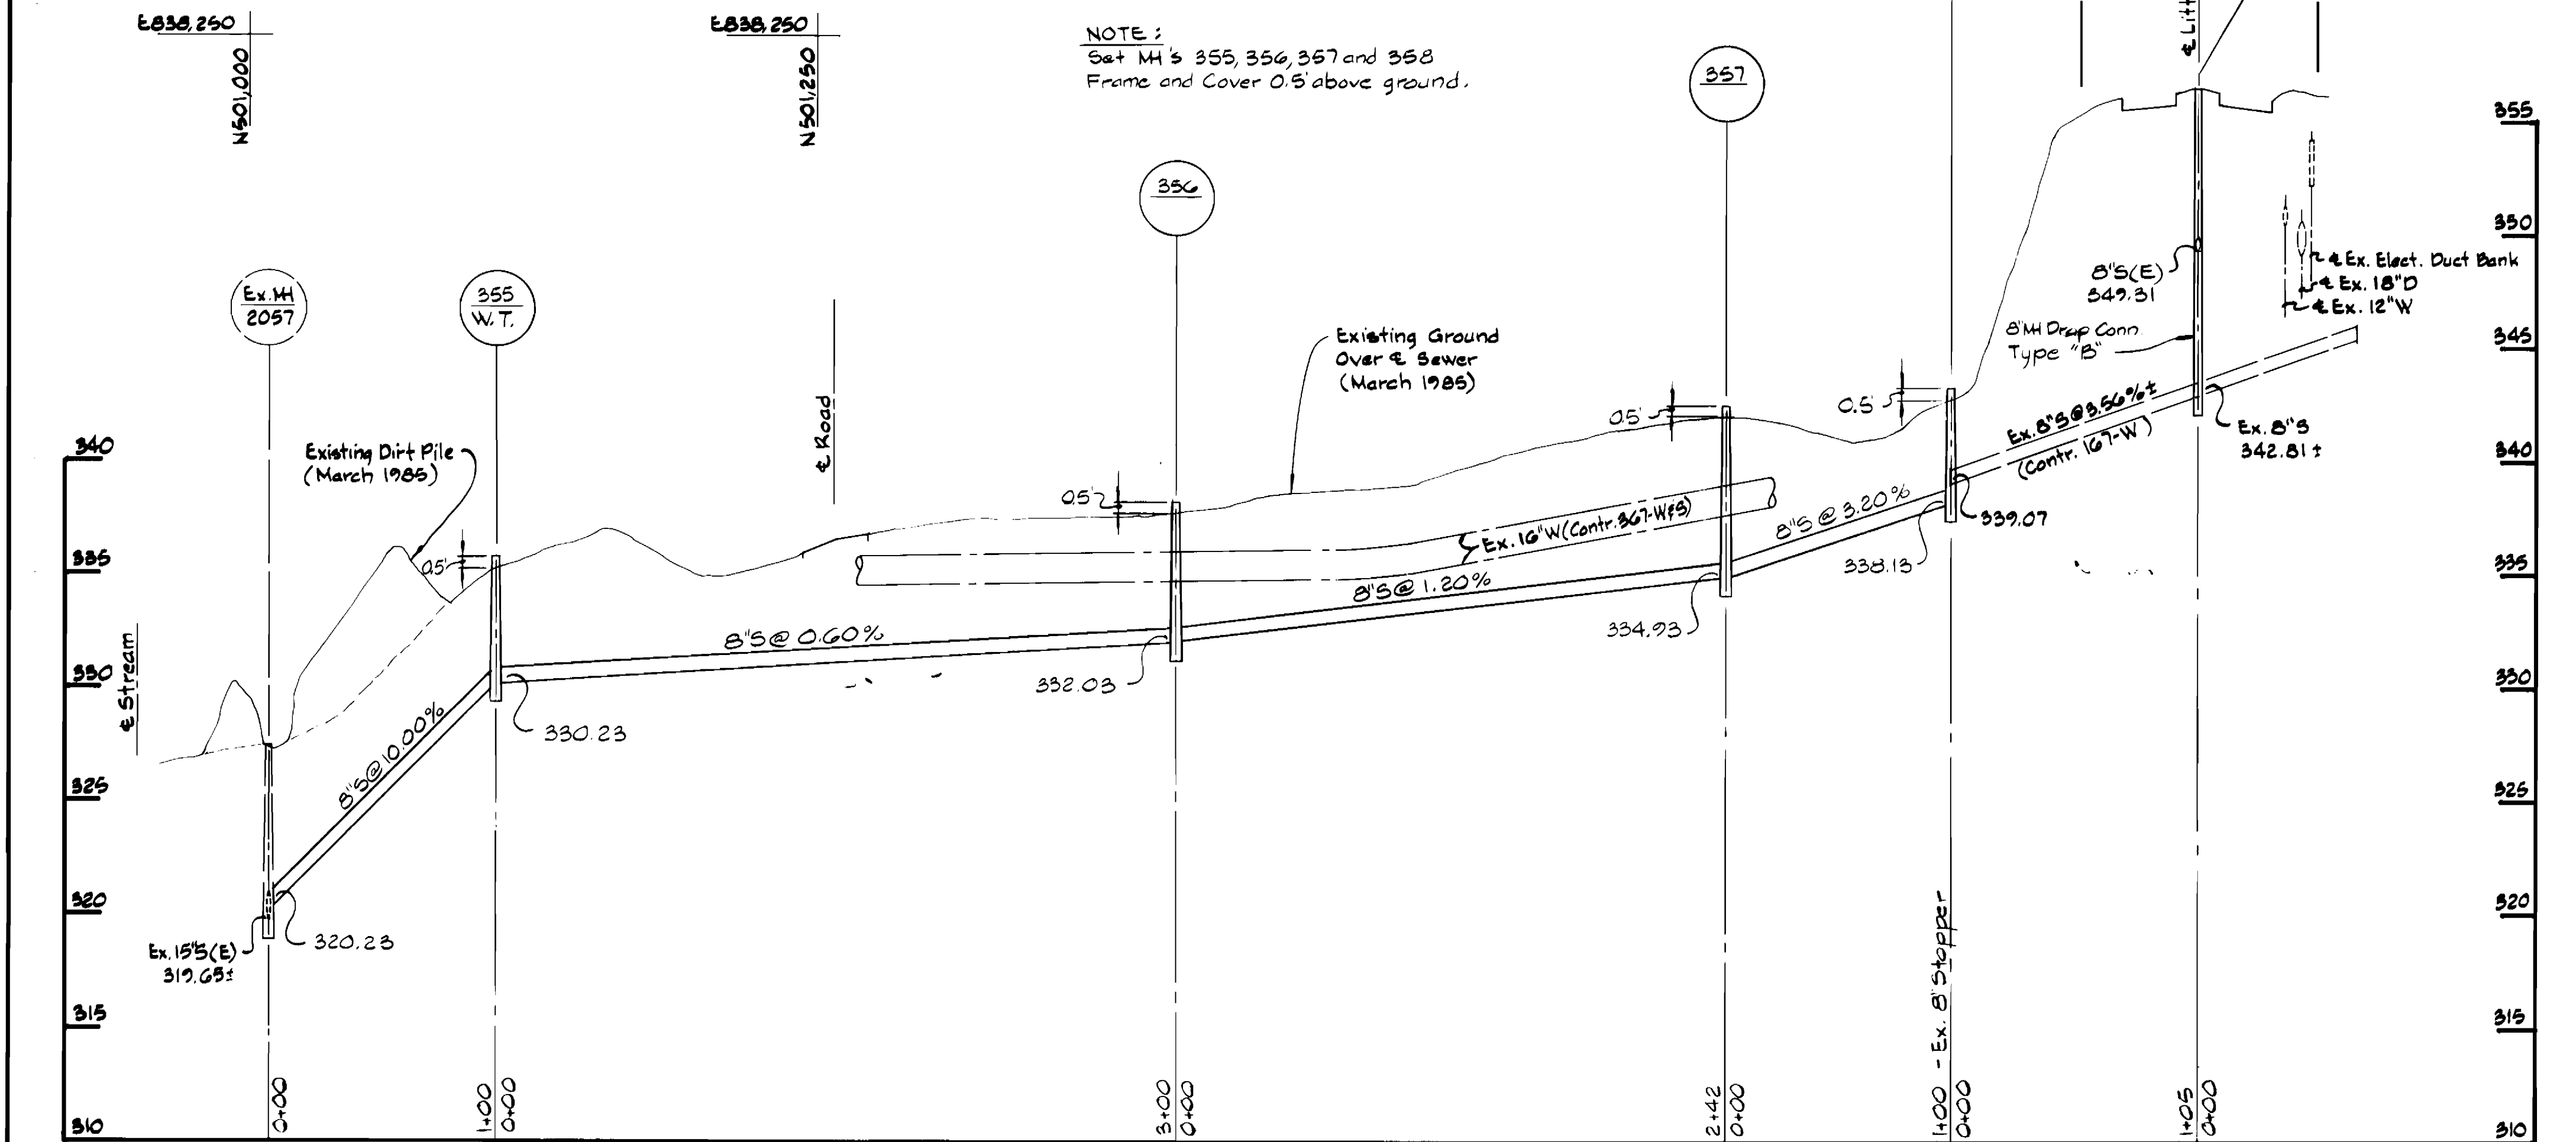 E838,250
N501,000
E838,250
N501,250
NOTE:
Set MH's 355, 356, 357 and 358
Frame and Cover 0.5' above ground.
357
356
Ex. MH
2057
355
W.T.
℄ Stream
Existing Dirt Pile
(March 1985)
0.5'
℄ Road
0.5'
Existing Ground
Over ℄ Sewer
(March 1985)
0.5'
0.5'
8"S(E)
349.31
8" MH Drop Conn
Type "B"
℄ Ex. Elect. Duct Bank
℄ Ex. 18"D
℄ Ex. 12"W
Ex. 8"S @ 3.56% ±
(Contr. 167-W)
Ex. 8"S
342.81 ±
Ex. 16"W (Contr. 367-W&S)
8"S @ 10.00%
8"S @ 0.60%
8"S @ 1.20%
8"S @ 3.20%
Ex. 15"S(E)
319.65±
320.23
330.23
332.03
334.93
338.13
339.07
340
335
330
325
320
315
310
355
350
345
340
335
330
325
320
315
310
0+00
1+00
0+00
3+00
0+00
2+42
0+00
1+00 - Ex. 8" Stopper
0+00
1+05
0+00